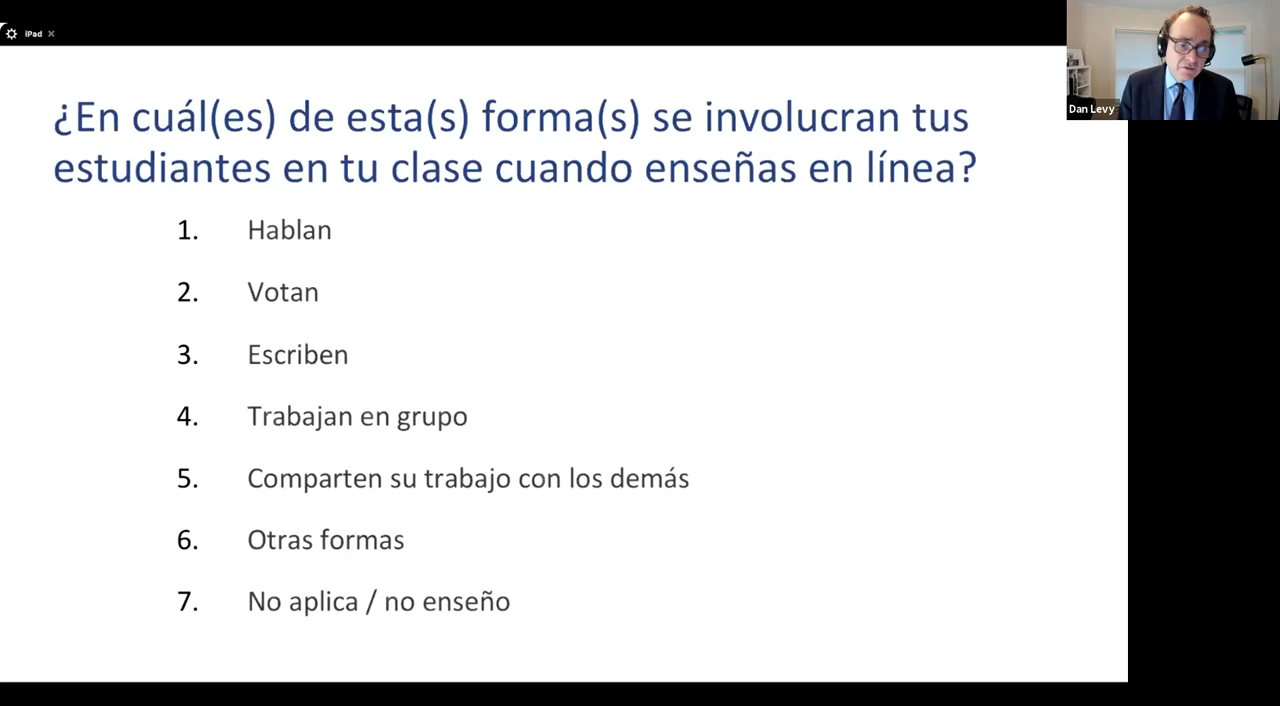 iPad
Dan Levy
¿En cuál(es) de esta(s) forma(s) se involucran tus
estudiantes en tu clase cuando enseñas en línea?
1. Hablan
2. Votan
3. Escriben
4. Trabajan en grupo
5. Comparten su trabajo con los demás
6. Otras formas
7. No aplica / no enseño